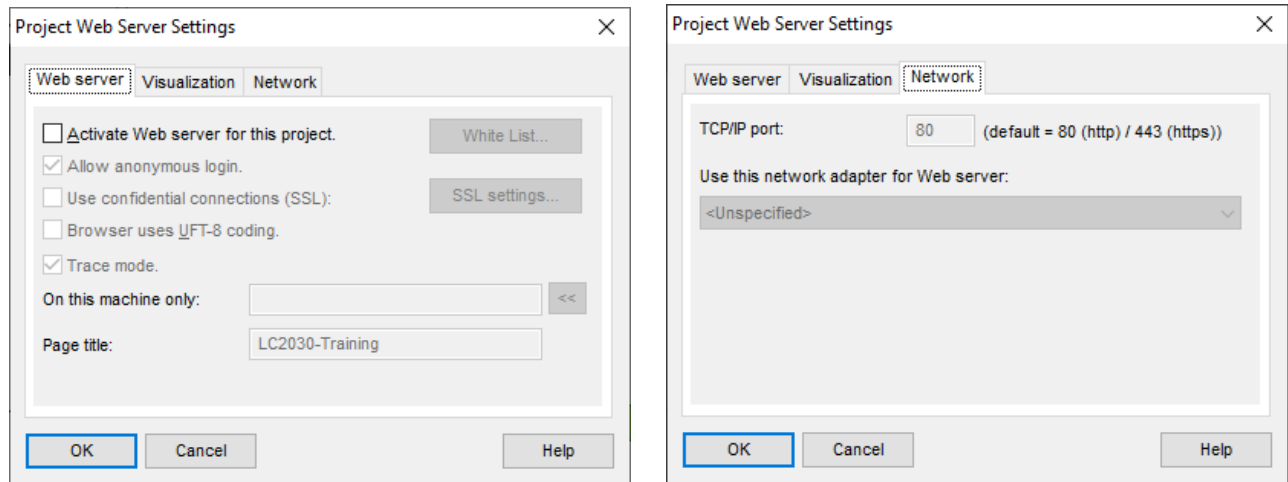 Project Web Server Settings
Web server Visualization Network
Activate Web server for this project.
White List...
Allow anonymous login.
Use confidential connections (SSL):
SSL settings...
Browser uses UFT-8 coding.
Trace mode.
On this machine only:
<<
Page title:
LC2030-Training
OK Cancel Help
Project Web Server Settings
Web server Visualization Network
TCP/IP port: 80 (default = 80 (http) / 443 (https))
Use this network adapter for Web server:
<Unspecified>
OK Cancel Help